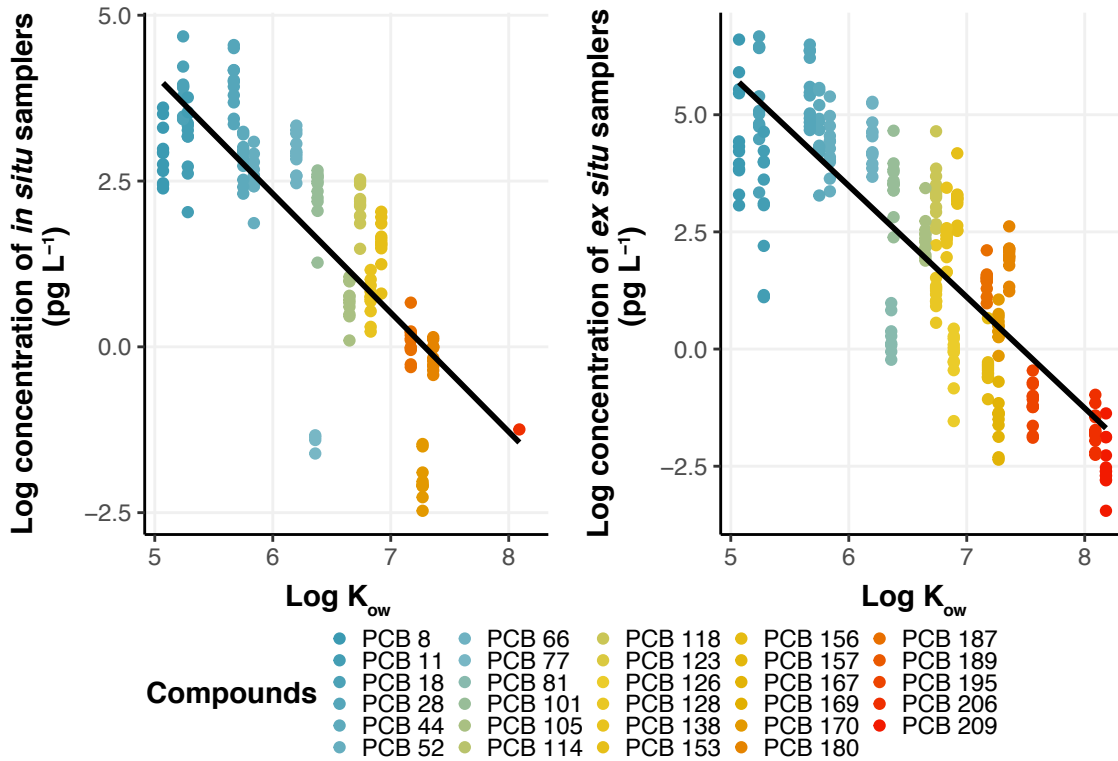 Log concentration of in situ samplers
(pg L⁻¹)
5.0
2.5
0.0
−2.5
5
6
7
8
Log Kow
Log concentration of ex situ samplers
(pg L⁻¹)
5.0
2.5
0.0
−2.5
5
6
7
8
Log Kow
Compounds
PCB 8
PCB 11
PCB 18
PCB 28
PCB 44
PCB 52
PCB 66
PCB 77
PCB 81
PCB 101
PCB 105
PCB 114
PCB 118
PCB 123
PCB 126
PCB 128
PCB 138
PCB 153
PCB 156
PCB 157
PCB 167
PCB 169
PCB 170
PCB 180
PCB 187
PCB 189
PCB 195
PCB 206
PCB 209